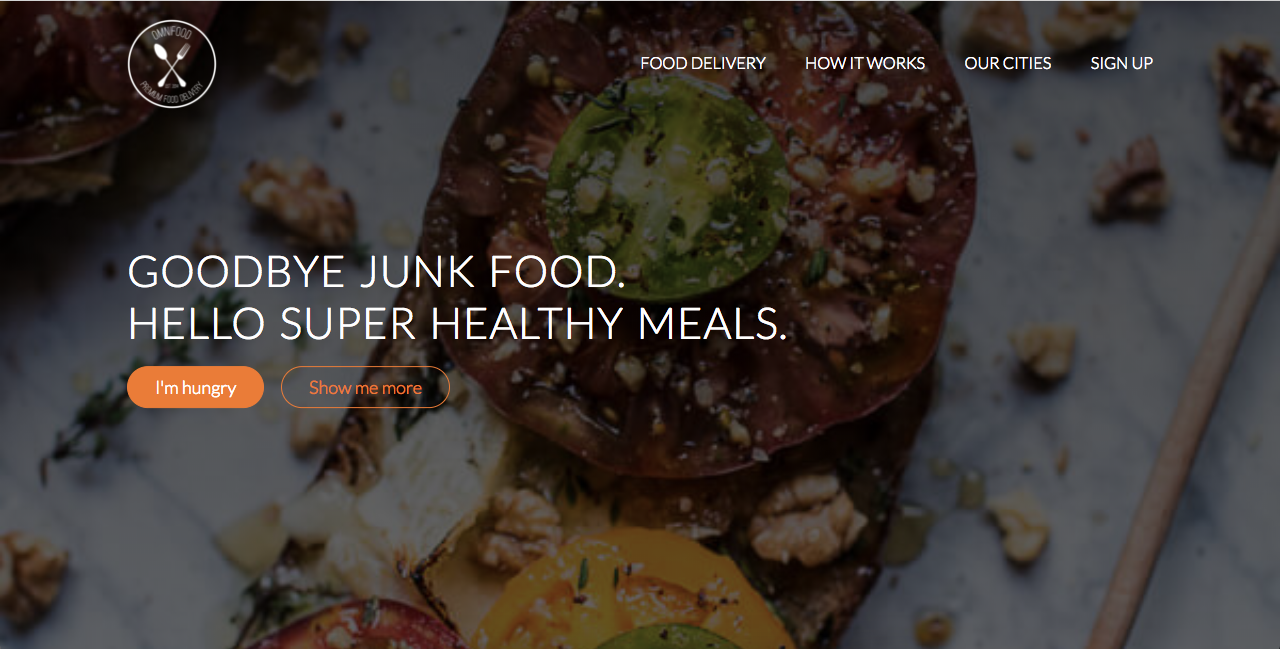 OMNIFOOD
PREMIUM FOOD DELIVERY
FOOD DELIVERY
HOW IT WORKS
OUR CITIES
SIGN UP
GOODBYE JUNK FOOD.
HELLO SUPER HEALTHY MEALS.
I'm hungry
Show me more